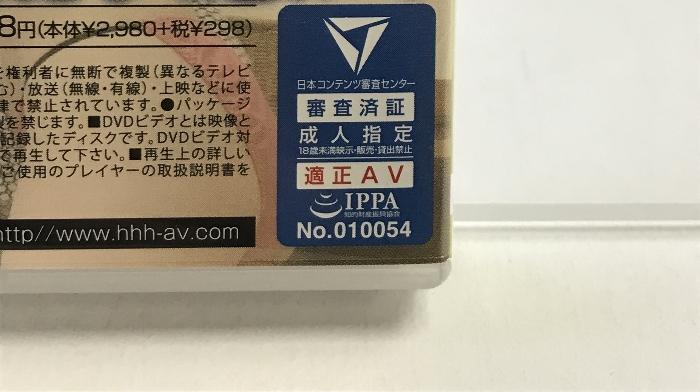 8円(本体¥2,980+税¥298)
を権利者に無断で複製(異なるテレビ
む)・放送(無線・有線)・上映などに使
律で禁止されています。●パッケージ
製を禁じます。■DVDビデオとは映像と
記録したディスクです。DVDビデオ対
で再生して下さい。■再生上の詳しい
ご使用のプレイヤーの取扱説明書を
http//www.hhh-av.com
日本コンテンツ審査センター
審査済証
成人指定
18歳未満映示・販売・貸出禁止
適正AV
IPPA
知的財産振興協会
No.010054